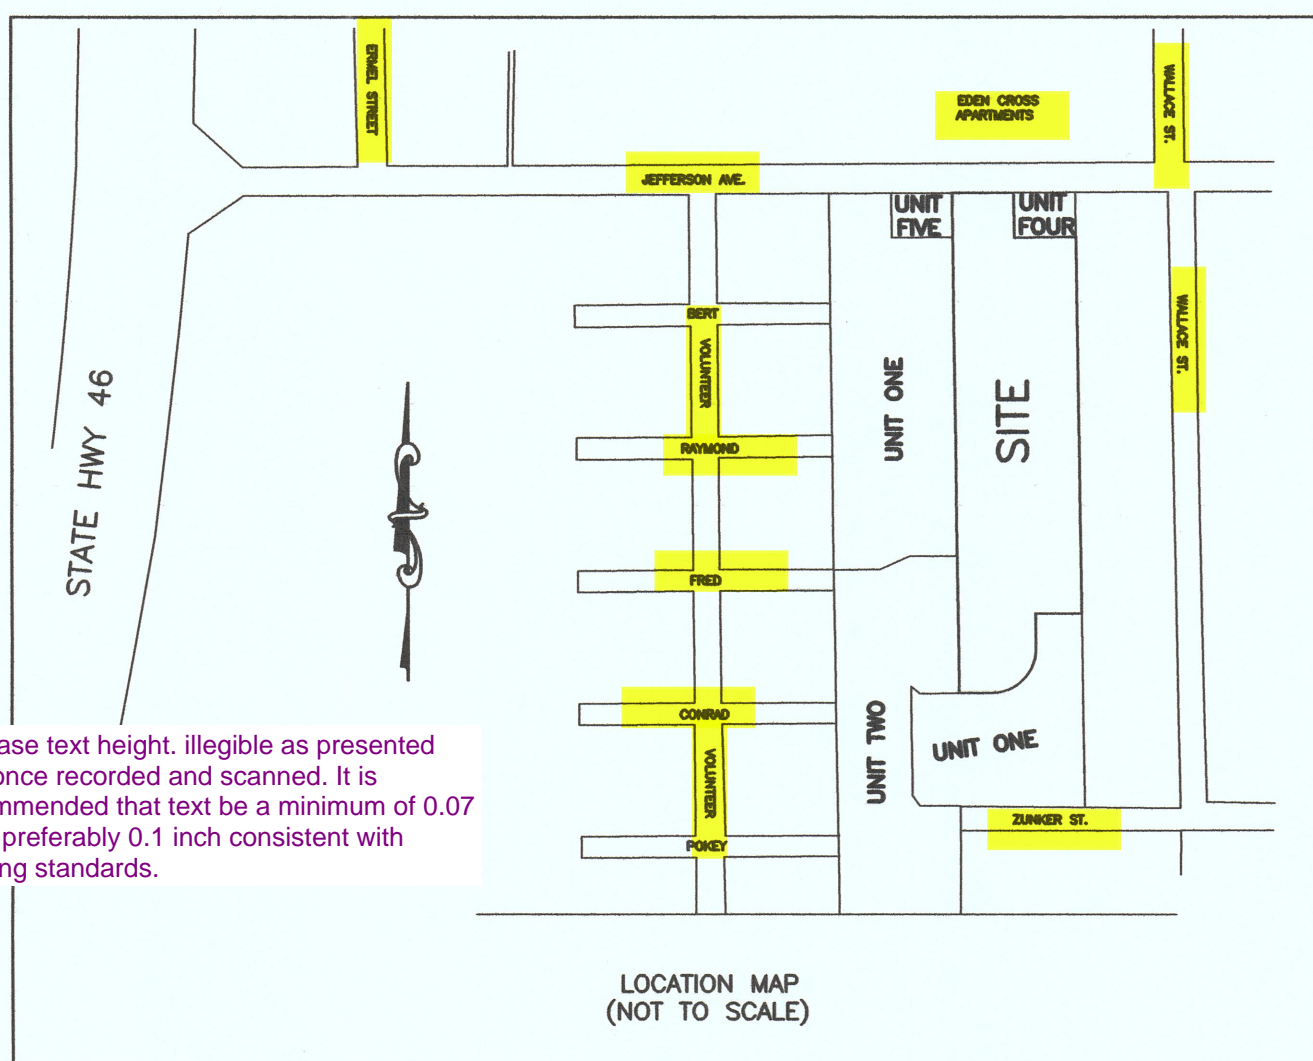 ERMEL STREET
WALLACE ST.
EDEN CROSS
APARTMENTS
JEFFERSON AVE.
UNIT
FIVE
UNIT
FOUR
BERT
VOLUNTEER
WALLACE ST.
UNIT ONE
SITE
STATE HWY 46
RAYMOND
FRED
CONRAD
VOLUNTEER
UNIT TWO
UNIT ONE
ase text height. illegible as presented
once recorded and scanned. It is
mmended that text be a minimum of 0.07
preferably 0.1 inch consistent with
ng standards.
ZUNKER ST.
POKEY
LOCATION MAP
(NOT TO SCALE)